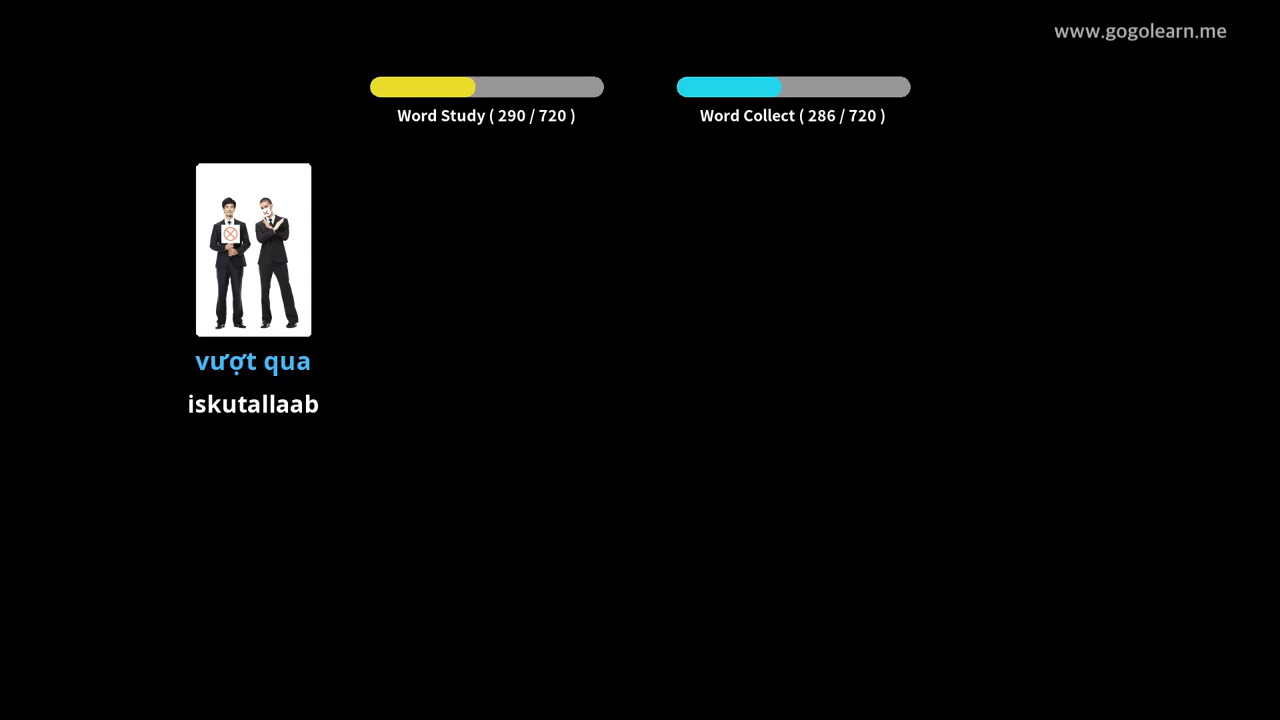 www.gogolearn.me
Word Study ( 290 / 720 )
Word Collect ( 286 / 720 )
vượt qua
iskutallaab